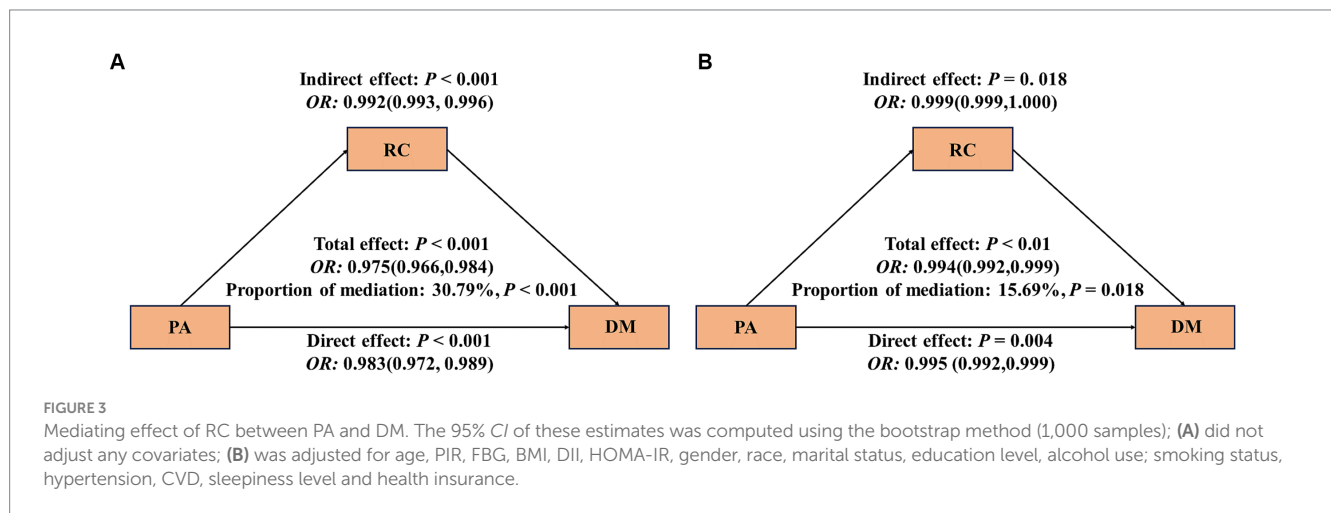 A
Indirect effect: P < 0.001
OR: 0.992(0.993, 0.996)
RC
Total effect: P < 0.001
OR: 0.975(0.966,0.984)
Proportion of mediation: 30.79%, P < 0.001
PA
DM
Direct effect: P < 0.001
OR: 0.983(0.972, 0.989)
B
Indirect effect: P = 0. 018
OR: 0.999(0.999,1.000)
RC
Total effect: P < 0.01
OR: 0.994(0.992,0.999)
Proportion of mediation: 15.69%, P = 0.018
PA
DM
Direct effect: P = 0.004
OR: 0.995 (0.992,0.999)
FIGURE 3
Mediating effect of RC between PA and DM. The 95% CI of these estimates was computed using the bootstrap method (1,000 samples); (A) did not
adjust any covariates; (B) was adjusted for age, PIR, FBG, BMI, DII, HOMA-IR, gender, race, marital status, education level, alcohol use; smoking status,
hypertension, CVD, sleepiness level and health insurance.